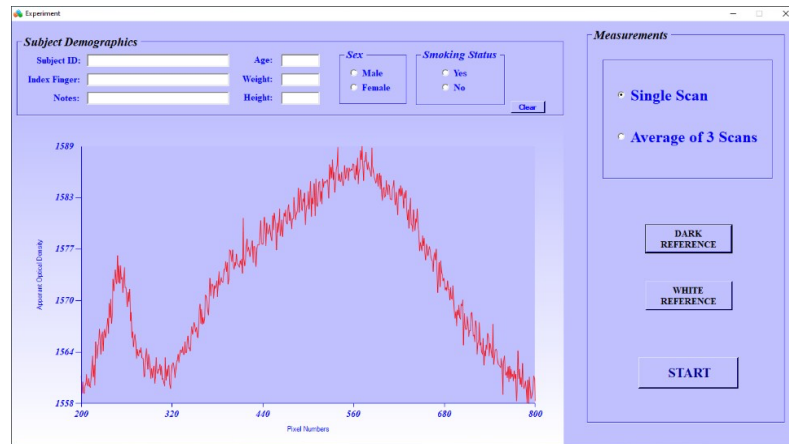 Experiment
Subject Demographics
Subject ID:
Age:
Index Finger:
Weight:
Notes:
Height:
Sex
Male
Female
Smoking Status
Yes
No
Clear
Measurements
Single Scan
Average of 3 Scans
DARK
REFERENCE
WHITE
REFERENCE
START
Apparant Optical Density
1589
1583
1577
1570
1564
1558
200 320 440 560 680 800
Pixel Numbers